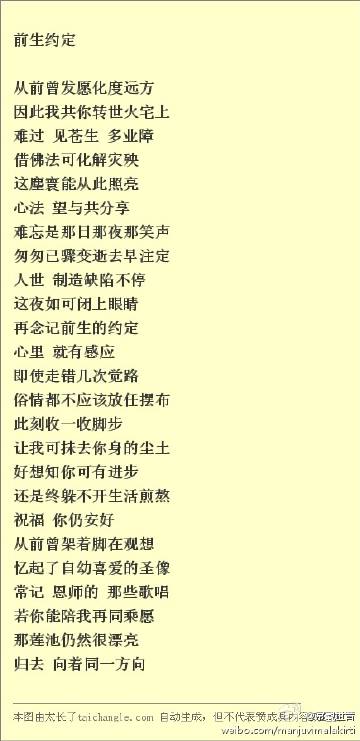 前生约定
从前曾发愿化度远方
因此我共你转世火宅上
难过 见苍生 多业障
借佛法可化解灾殃
这尘寰能从此照亮
心法 望与共分享
难忘是那日那夜那笑声
匆匆已骤变逝去早注定
人世 制造缺陷不停
这夜如可闭上眼睛
再念记前生的约定
心里 就有感应
即使走错几次觉路
俗情都不应该放任摆布
此刻收一收脚步
让我可抹去你身的尘土
好想知你可有进步
还是终躲不开生活煎熬
祝福 你仍安好
从前曾架着脚在观想
忆起了自幼喜爱的圣像
常记 恩师的 那些歌唱
若你能陪我再同乘愿
那莲池仍然很漂亮
归去 向着同一方向
本图由太长了taichangle.com 自动生成，但不代表赞成其内容
weibo.com/manjuvimalakirti